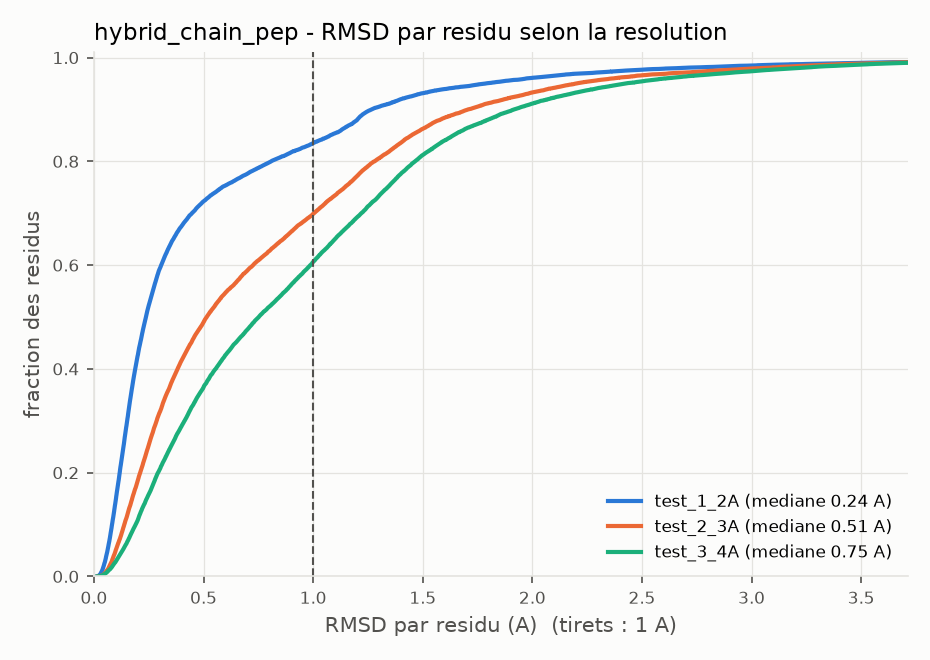 hybrid_chain_pep - RMSD par residu selon la resolution
fraction des residus
1.0
0.8
0.6
0.4
0.2
0.0
test_1_2A (mediane 0.24 A)
test_2_3A (mediane 0.51 A)
test_3_4A (mediane 0.75 A)
0.0 0.5 1.0 1.5 2.0 2.5 3.0 3.5
RMSD par residu (A)  (tirets : 1 A)